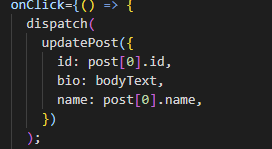 onClick={() => {
dispatch(
updatePost({
id: post[0].id,
bio: bodyText,
name: post[0].name,
})
);